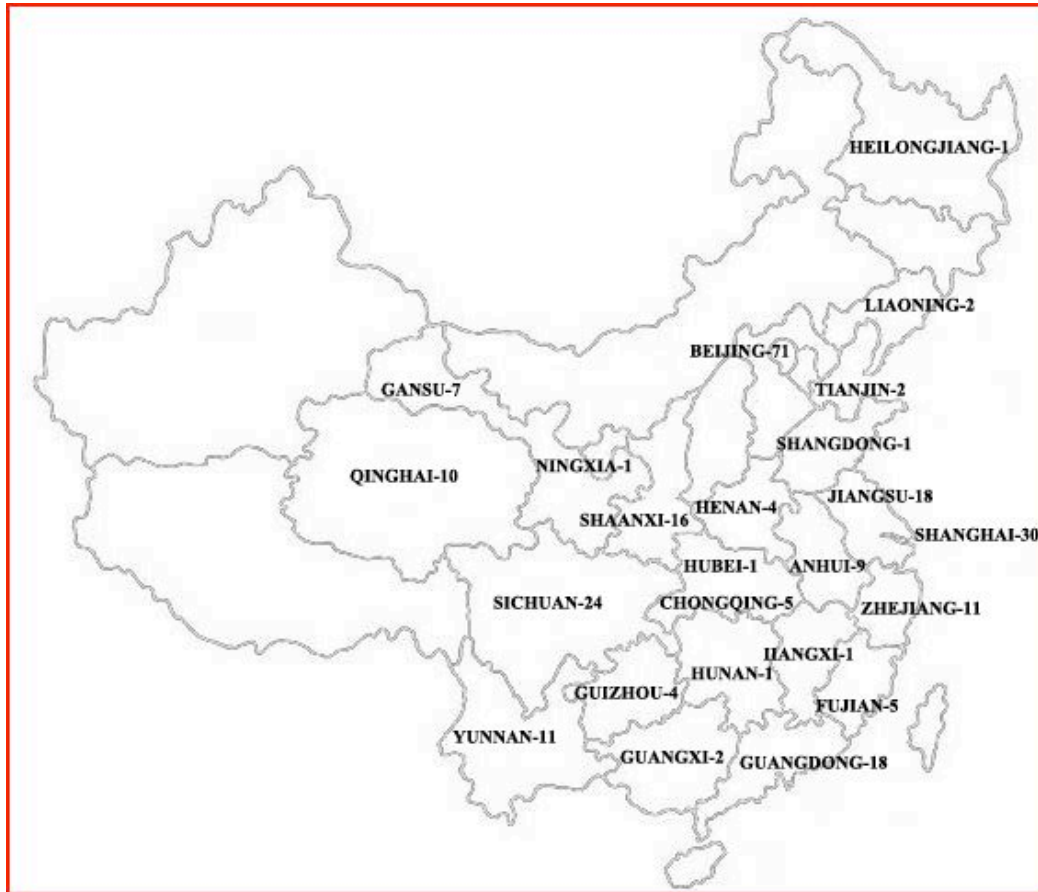 HEILONGJIANG-1
LIAONING-2
BEIJING-71
TIANJIN-2
GANSU-7
SHANGDONG-1
NINGXIA-1
QINGHAI-10
JIANGSU-18
HENAN-4
SHAANXI-16
SHANGHAI-30
HUBEI-1
ANHUI-9
SICHUAN-24
CHONGQING-5
ZHEJIANG-11
JIANGXI-1
HUNAN-1
GUIZHOU-4
FUJIAN-5
YUNNAN-11
GUANGXI-2
GUANGDONG-18